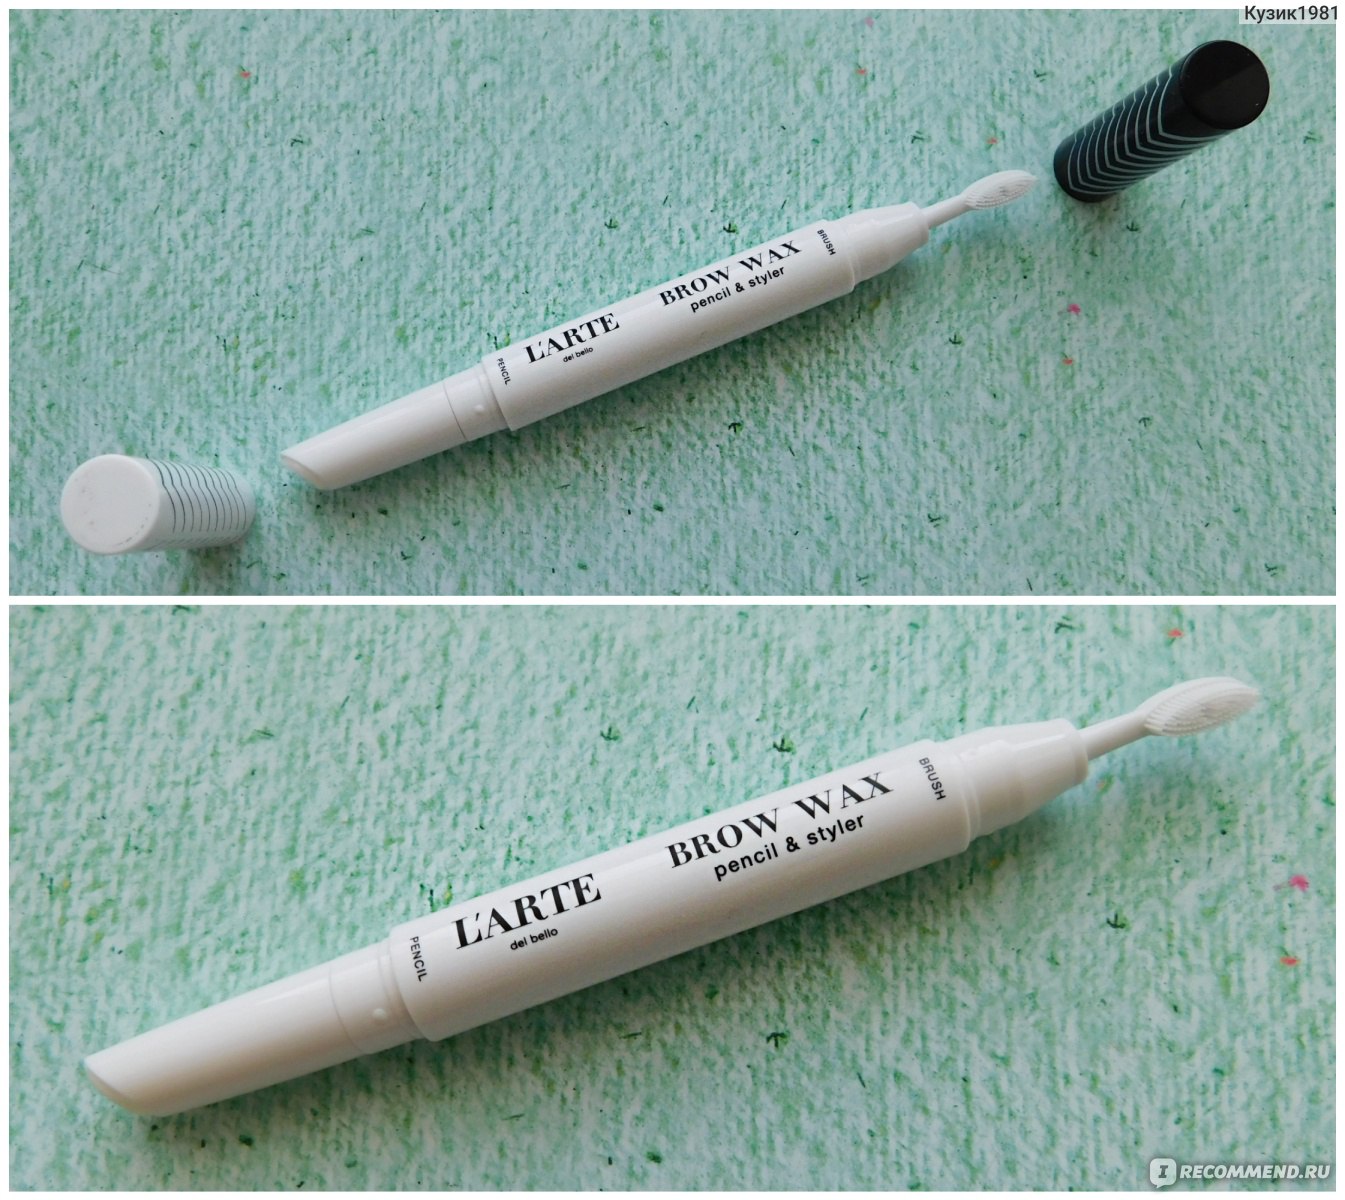 Кузик1981
BRUSH
BROW WAX
pencil & styler
L'ARTE
del bello
PENCIL
BRUSH
BROW WAX
pencil & styler
L'ARTE
del bello
PENCIL
IRECOMMEND.RU